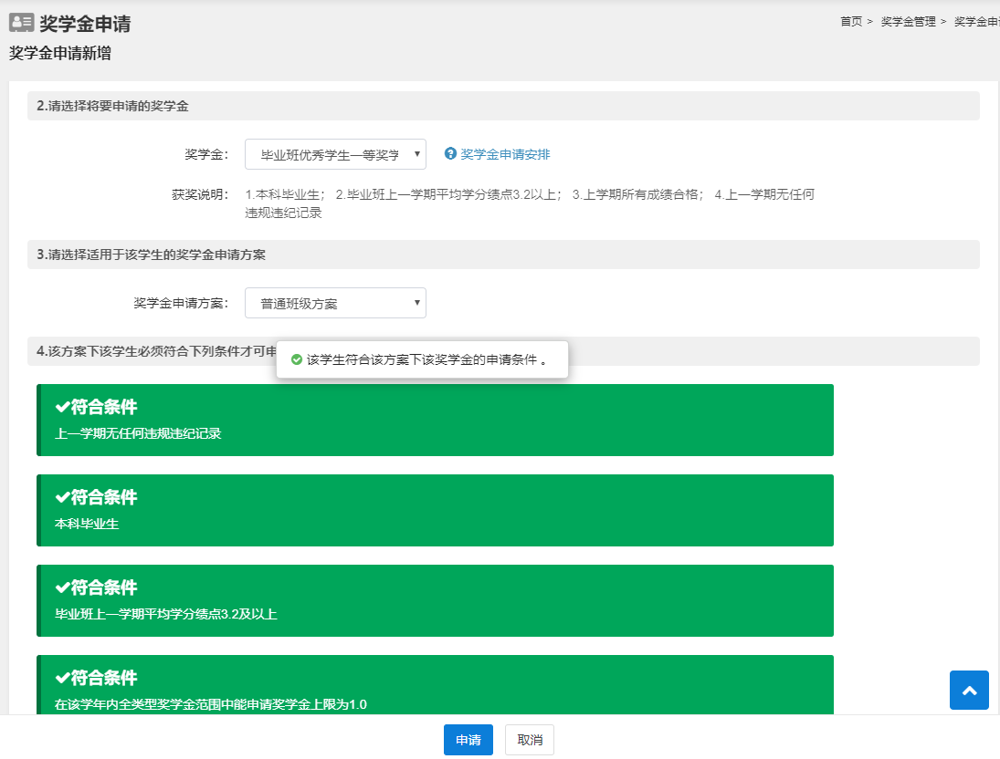 奖学金申请
首页 > 奖学金管理 > 奖学金申
奖学金申请新增
2.请选择将要申请的奖学金
奖学金: 毕业班优秀学生一等奖学 奖学金申请安排
获奖说明: 1.本科毕业生; 2.毕业班上一学期平均学分绩点3.2以上; 3.上学期所有成绩合格; 4.上一学期无任何
违规违纪记录
3.请选择适用于该学生的奖学金申请方案
奖学金申请方案: 普通班级方案
4.该方案下该学生必须符合下列条件才可申
该学生符合该方案下该奖学金的申请条件 。
符合条件
上一学期无任何违规违纪记录
符合条件
本科毕业生
符合条件
毕业班上一学期平均学分绩点3.2及以上
符合条件
在该学年内全类型奖学金范围中能申请奖学金上限为1.0
申请 取消